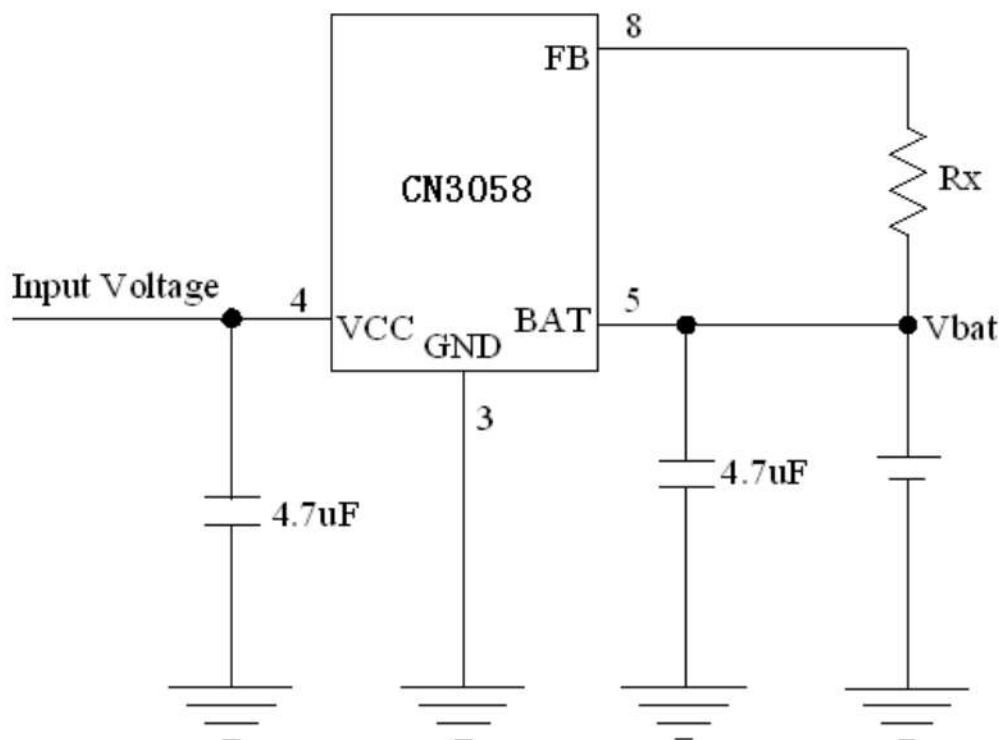 8
FB
CN3058
Rx
Input Voltage
4
5
VCC
GND
BAT
Vbat
3
4.7uF
4.7uF